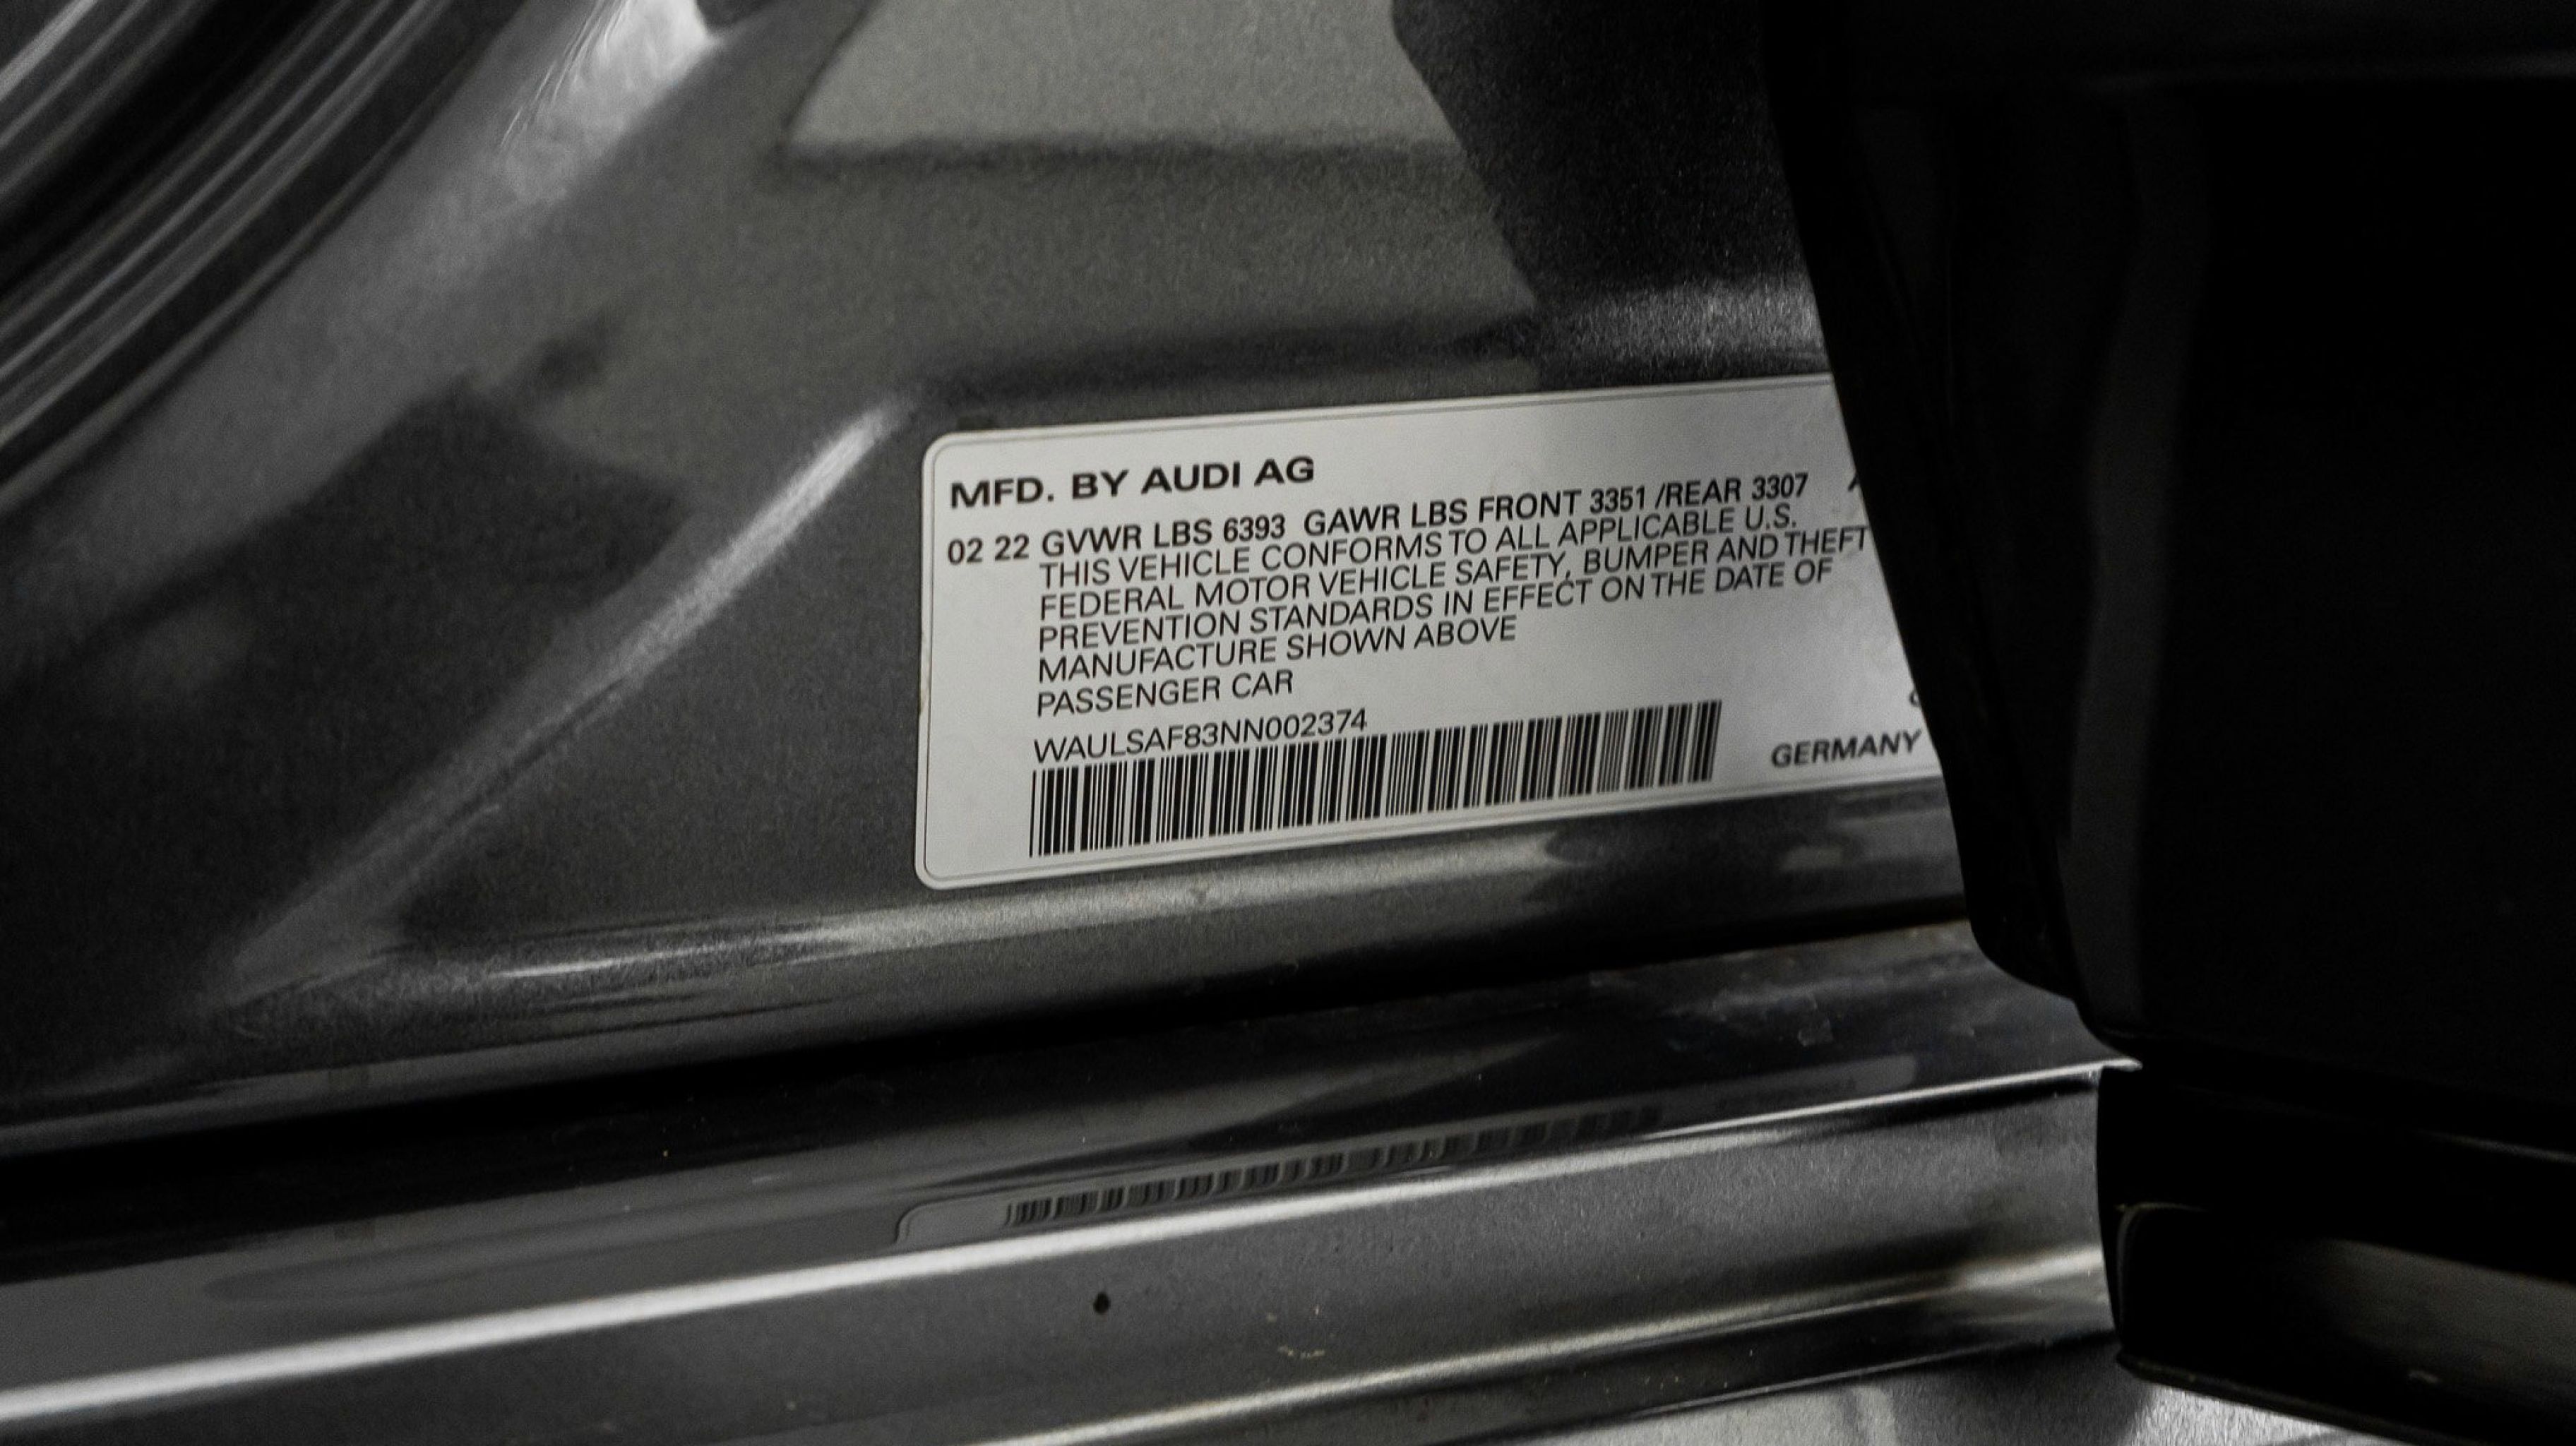 MFD. BY AUDI AG
02 22 GVWR LBS 6393 GAWR LBS FRONT 3351 /REAR 3307
THIS VEHICLE CONFORMS TO ALL APPLICABLE U.S.
FEDERAL MOTOR VEHICLE SAFETY, BUMPER AND THEFT
PREVENTION STANDARDS IN EFFECT ON THE DATE OF
MANUFACTURE SHOWN ABOVE
PASSENGER CAR
WAULSAF83NN002374
GERMANY